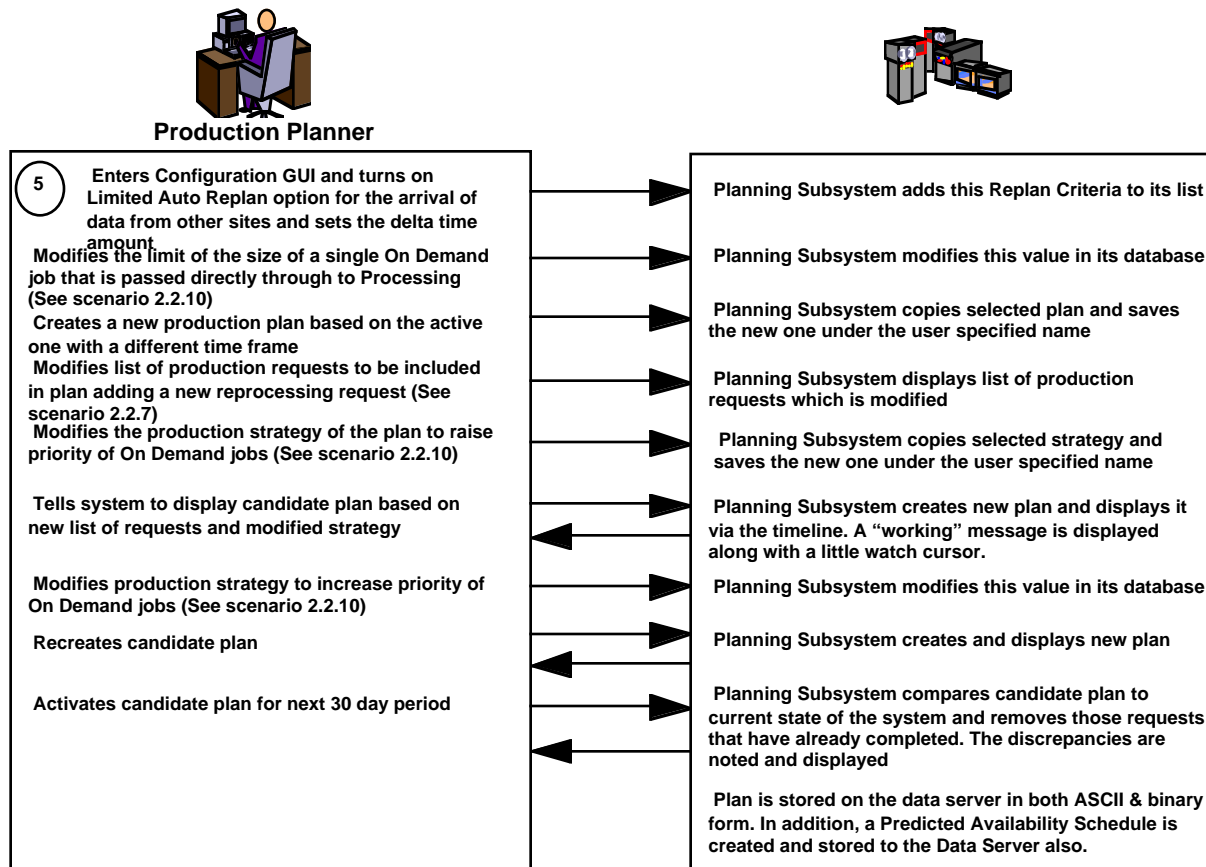 Production Planner
5
Enters Configuration GUI and turns on
Limited Auto Replan option for the arrival of
data from other sites and sets the delta time
amount
Modifies the limit of the size of a single On Demand
job that is passed directly through to Processing
(See scenario 2.2.10)
Creates a new production plan based on the active
one with a different time frame
Modifies list of production requests to be included
in plan adding a new reprocessing request (See
scenario 2.2.7)
Modifies the production strategy of the plan to raise
priority of On Demand jobs (See scenario 2.2.10)
Tells system to display candidate plan based on
new list of requests and modified strategy
Modifies production strategy to increase priority of
On Demand jobs (See scenario 2.2.10)
Recreates candidate plan
Activates candidate plan for next 30 day period
Planning Subsystem adds this Replan Criteria to its list
Planning Subsystem modifies this value in its database
Planning Subsystem copies selected plan and saves
the new one under the user specified name
Planning Subsystem displays list of production
requests which is modified
Planning Subsystem copies selected strategy and
saves the new one under the user specified name
Planning Subsystem creates new plan and displays it
via the timeline. A “working” message is displayed
along with a little watch cursor.
Planning Subsystem modifies this value in its database
Planning Subsystem creates and displays new plan
Planning Subsystem compares candidate plan to
current state of the system and removes those requests
that have already completed. The discrepancies are
noted and displayed
Plan is stored on the data server in both ASCII & binary
form. In addition, a Predicted Availability Schedule is
created and stored to the Data Server also.